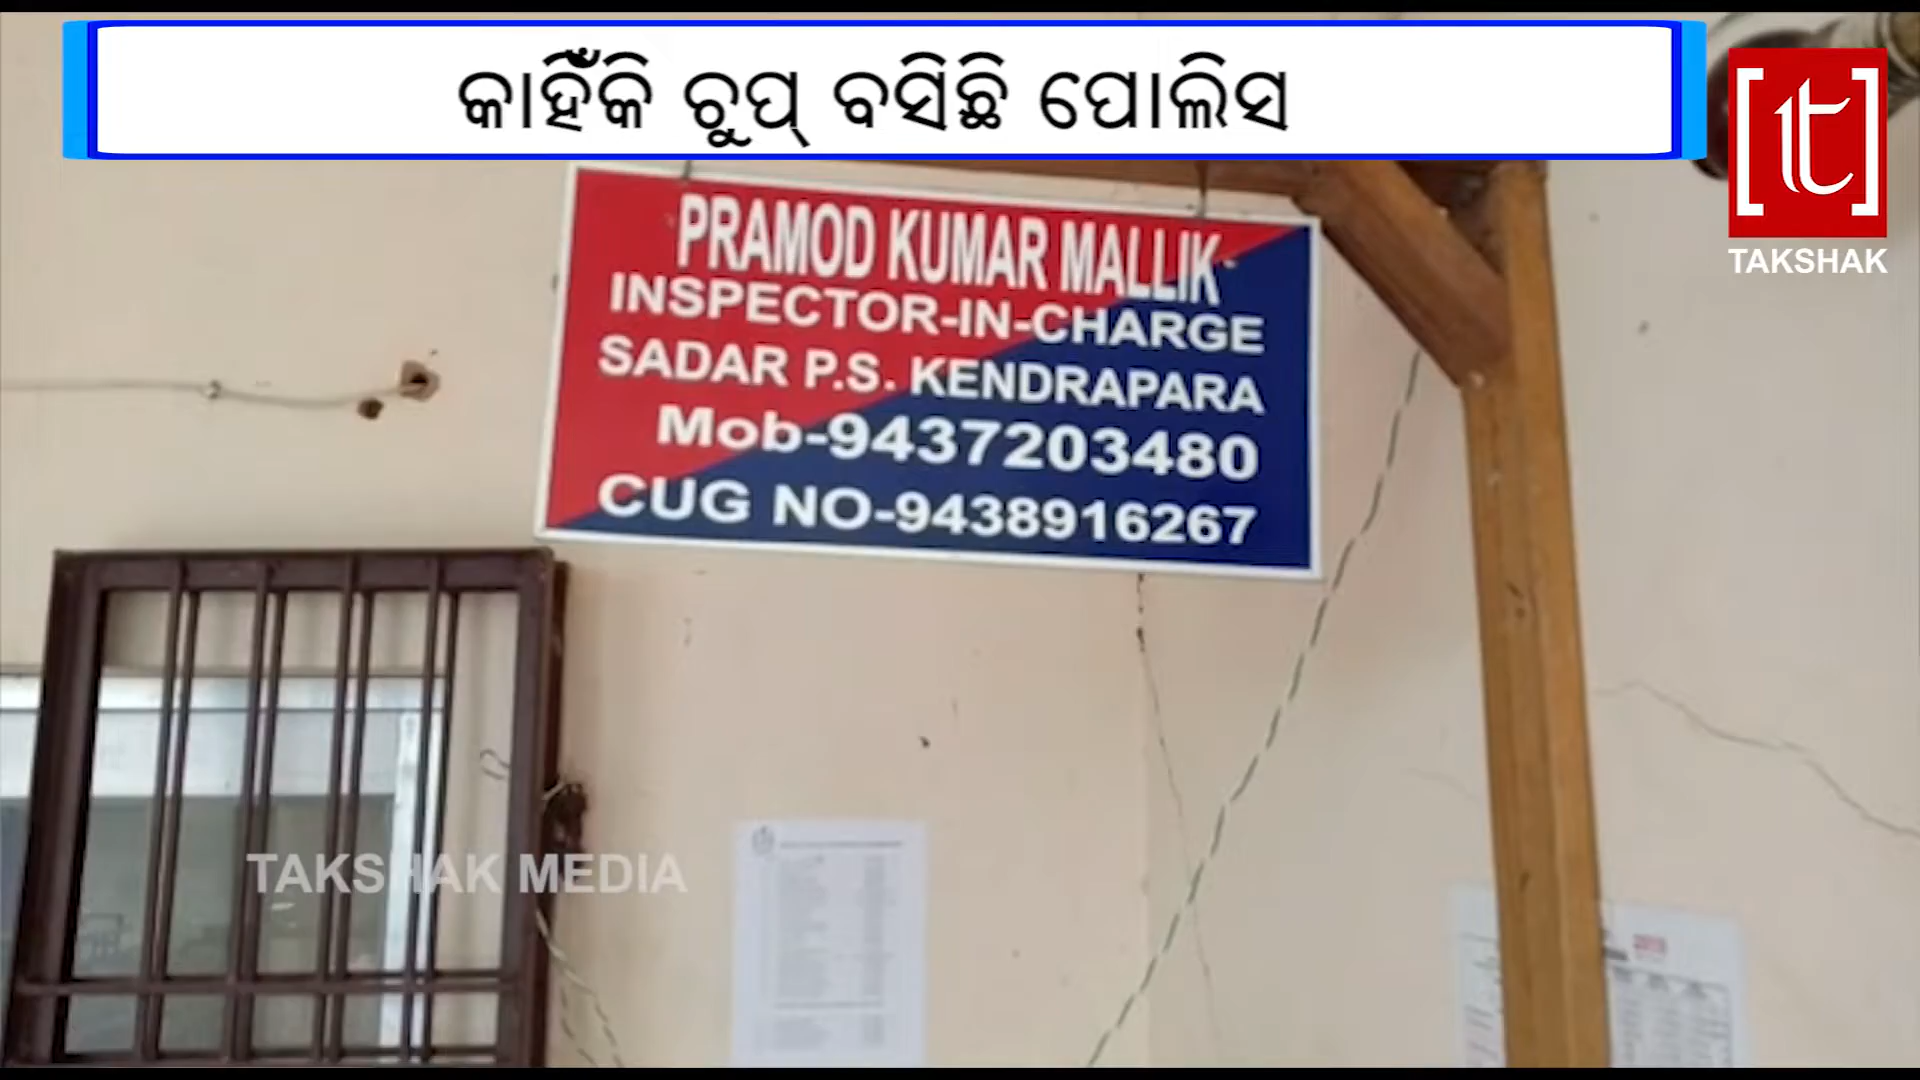 କାହିଁକି ଚୁପ୍ ବସିଛି ପୋଲିସ
[t]
TAKSHAK
PRAMOD KUMAR MALLIK
INSPECTOR-IN-CHARGE
SADAR P.S. KENDRAPARA
Mob-9437203480
CUG NO-9438916267
TAKSHAK MEDIA